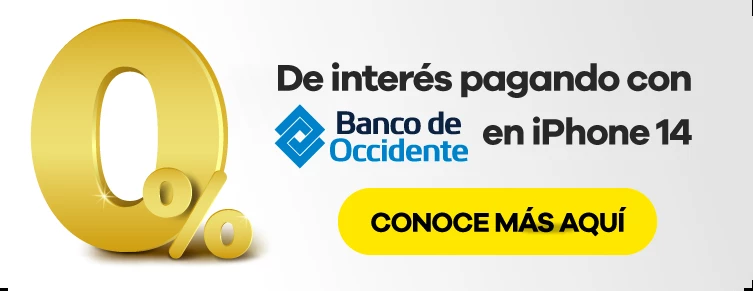 0%
De interés pagando con
Banco de
Occidente
en iPhone 14
CONOCE MÁS AQUÍ